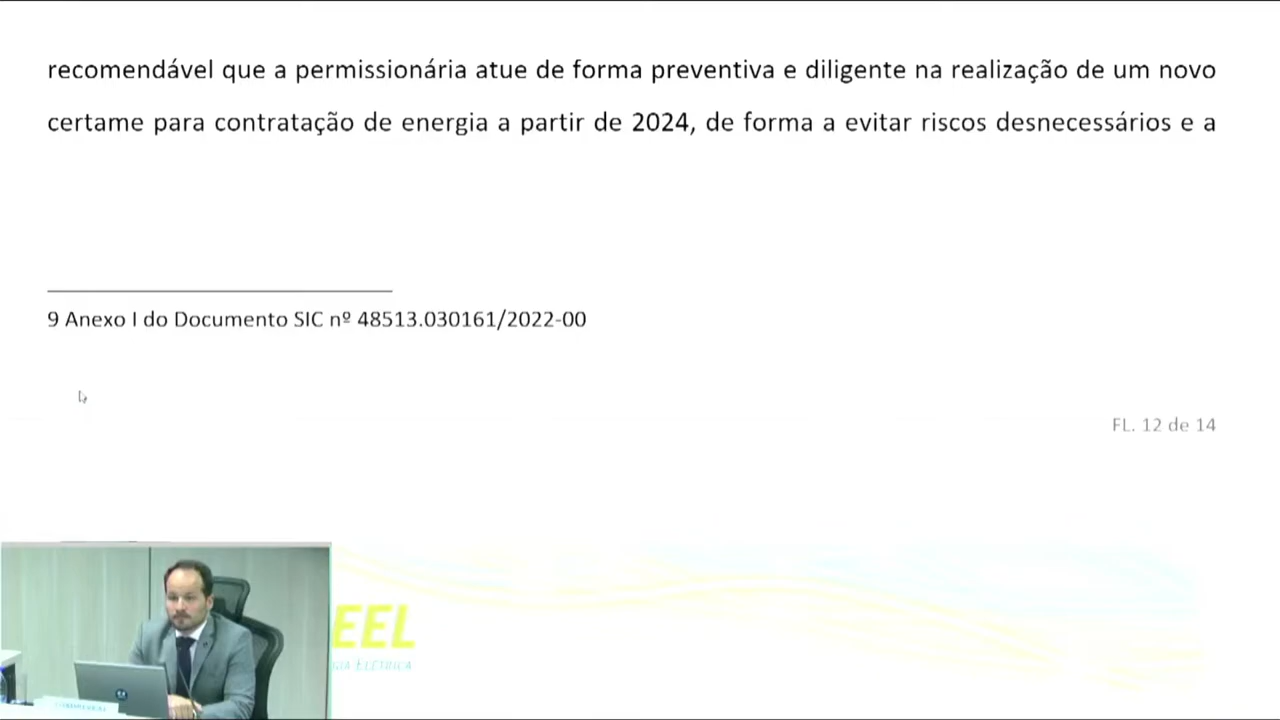 recomendável que a permissionária atue de forma preventiva e diligente na realização de um novo
certame para contratação de energia a partir de 2024, de forma a evitar riscos desnecessários e a
9 Anexo I do Documento SIC nº 48513.030161/2022-00
FL. 12 de 14
EEL
ELÉTRICA